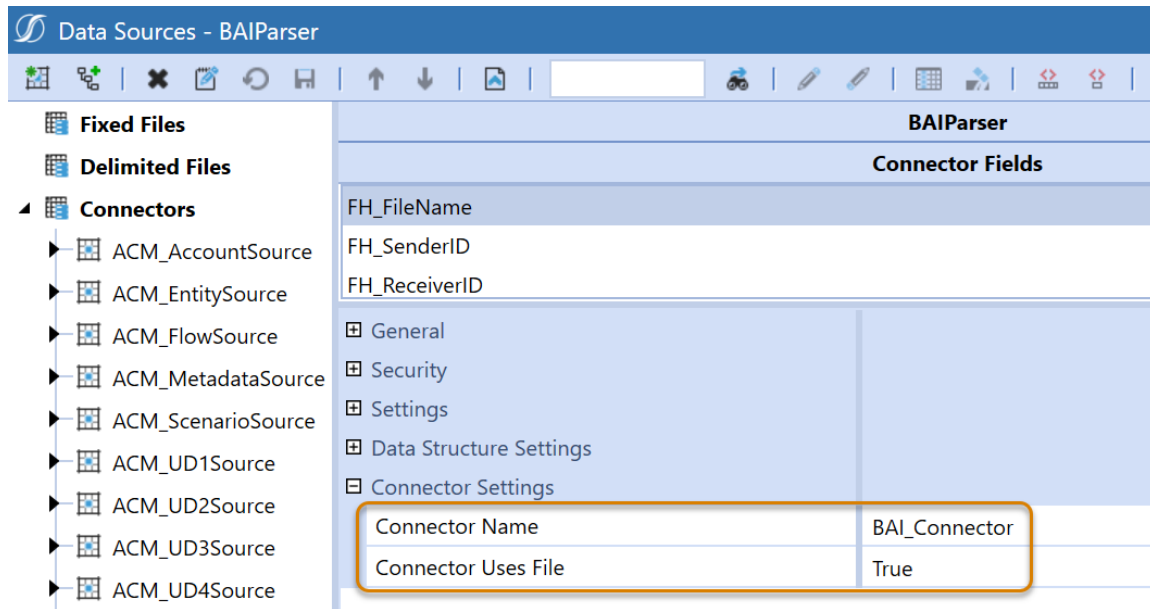 Data Sources - BAIParser
Fixed Files
Delimited Files
Connectors
ACM_AccountSource
ACM_EntitySource
ACM_FlowSource
ACM_MetadataSource
ACM_ScenarioSource
ACM_UD1Source
ACM_UD2Source
ACM_UD3Source
ACM_UD4Source
BAIParser
Connector Fields
FH_FileName
FH_SenderID
FH_ReceiverID
General
Security
Settings
Data Structure Settings
Connector Settings
Connector Name BAI_Connector
Connector Uses File True